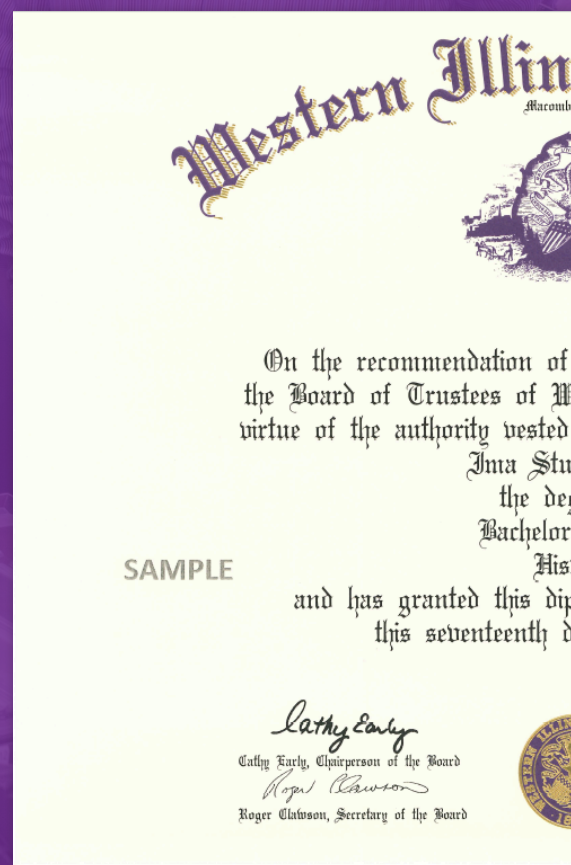 Western Illin
Macomb
On the recommendation of
the Board of Trustees of W
virtue of the authority vested
Ima Stu
the deg
Bachelor
His
SAMPLE
and has granted this dip
this seventeenth d
Cathy Early
Cathy Early, Chairperson of the Board
Roger Clawson
Roger Clawson, Secretary of the Board
WESTERN ILLIN